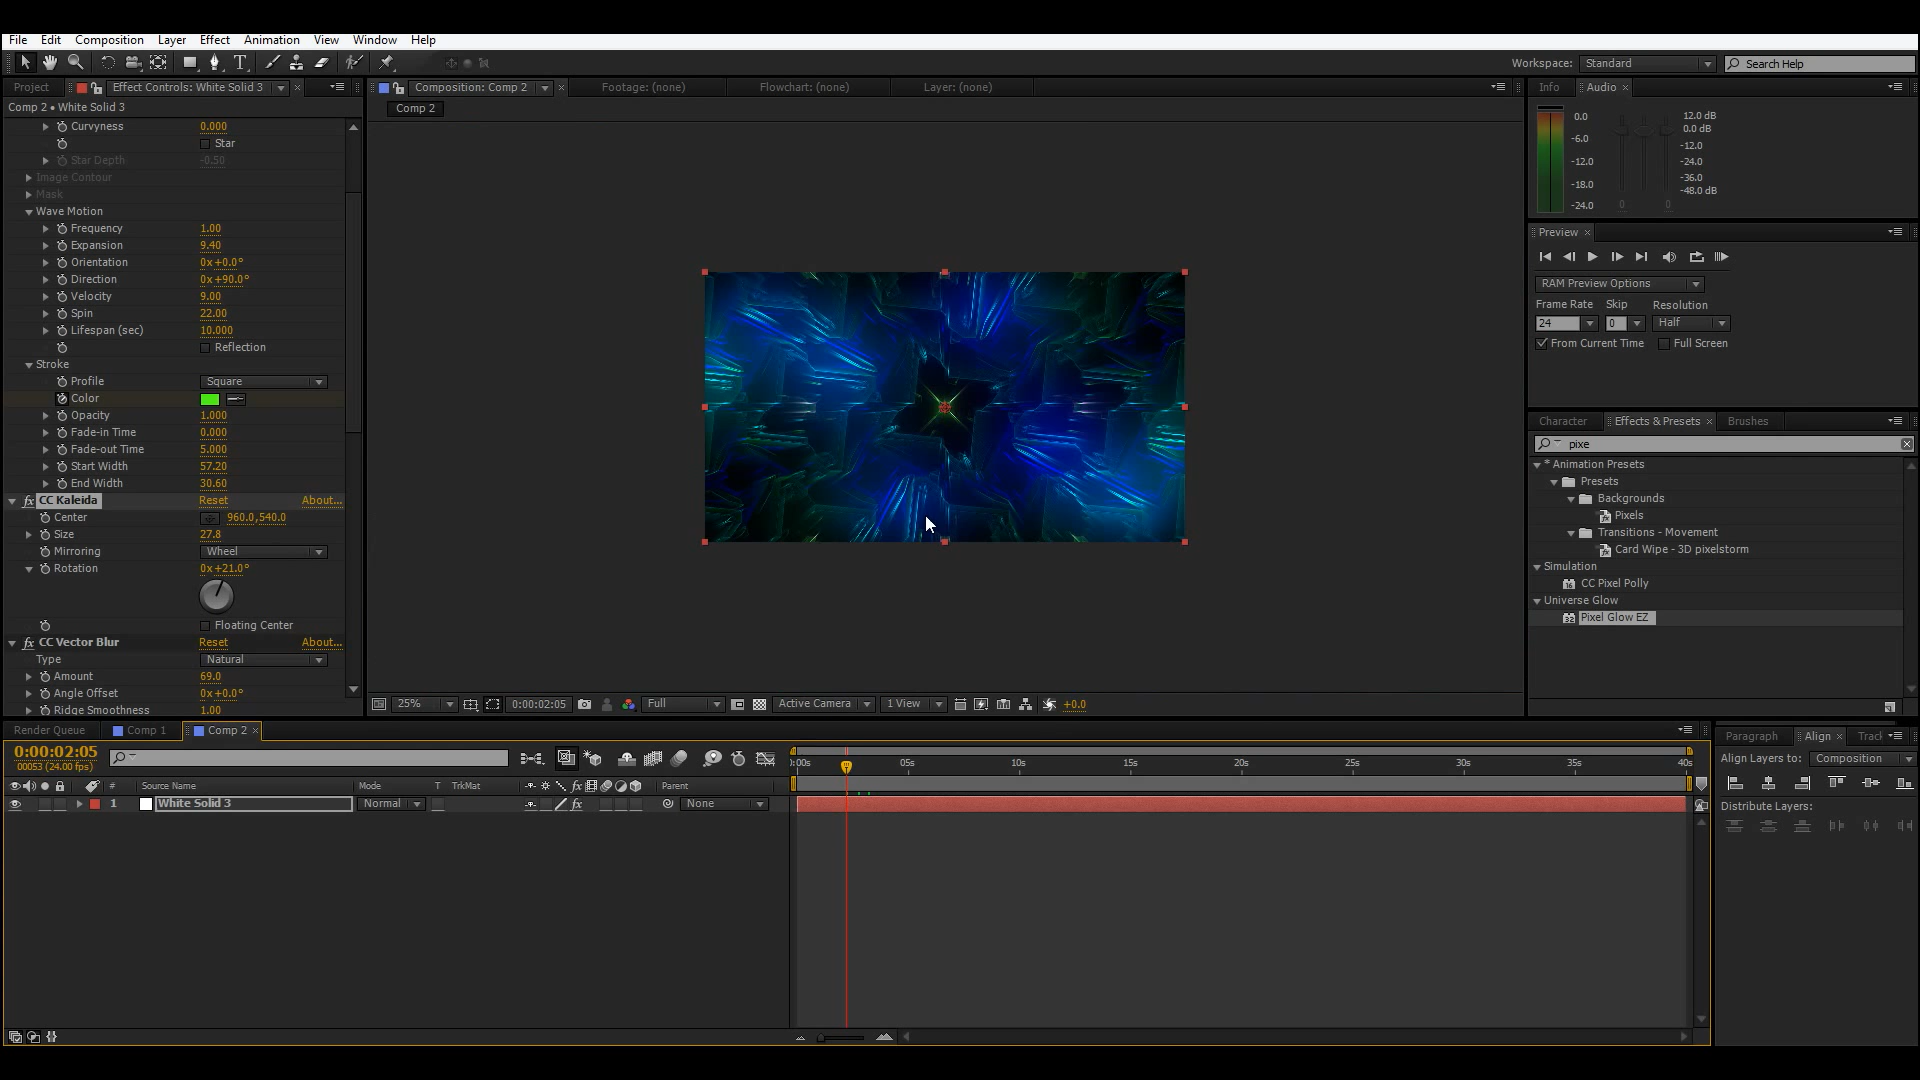 File Edit Composition Layer Effect Animation View Window Help
Workspace: Standard Search Help
Project Effect Controls: White Solid 3 Composition: Comp 2 Footage: (none) Flowchart: (none) Layer: (none) Info Audio
Comp 2 • White Solid 3
Comp 2
Curvyness 0.000
Star
Star Depth -0.50
Image Contour
Mask
Wave Motion
Frequency 1.00
Expansion 9.40
Orientation 0x+0.0°
Direction 0x+90.0°
Velocity 9.00
Spin 22.00
Lifespan (sec) 10.000
Reflection
Stroke
Profile Square
Color
Opacity 1.000
Fade-in Time 0.000
Fade-out Time 5.000
Start Width 57.20
End Width 30.60
fx CC Kaleida Reset About...
Center 960.0,540.0
Size 27.8
Mirroring Wheel
Rotation 0x+21.0°
Floating Center
fx CC Vector Blur Reset About...
Type Natural
Amount 69.0
Angle Offset 0x+0.0°
Ridge Smoothness 1.00
25% 0:00:02:05 Full Active Camera 1 View +0.0
0.0 12.0 dB
-6.0 0.0 dB
-12.0 -12.0
-24.0
-18.0 -36.0
-48.0 dB
-24.0 0 0
Preview
RAM Preview Options
Frame Rate Skip Resolution
24 0 Half
From Current Time Full Screen
Character Effects & Presets Brushes
pixe
* Animation Presets
Presets
Backgrounds
Pixels
Transitions - Movement
Card Wipe - 3D pixelstorm
Simulation
CC Pixel Polly
Universe Glow
Pixel Glow EZ
Render Queue Comp 1 Comp 2
0:00:02:05
00053 (24.00 fps)
:00s 05s 10s 15s 20s 25s 30s 35s 40s
# Source Name Mode T TrkMat fx Parent
1 White Solid 3 Normal fx None
Paragraph Align Track
Align Layers to: Composition
Distribute Layers: